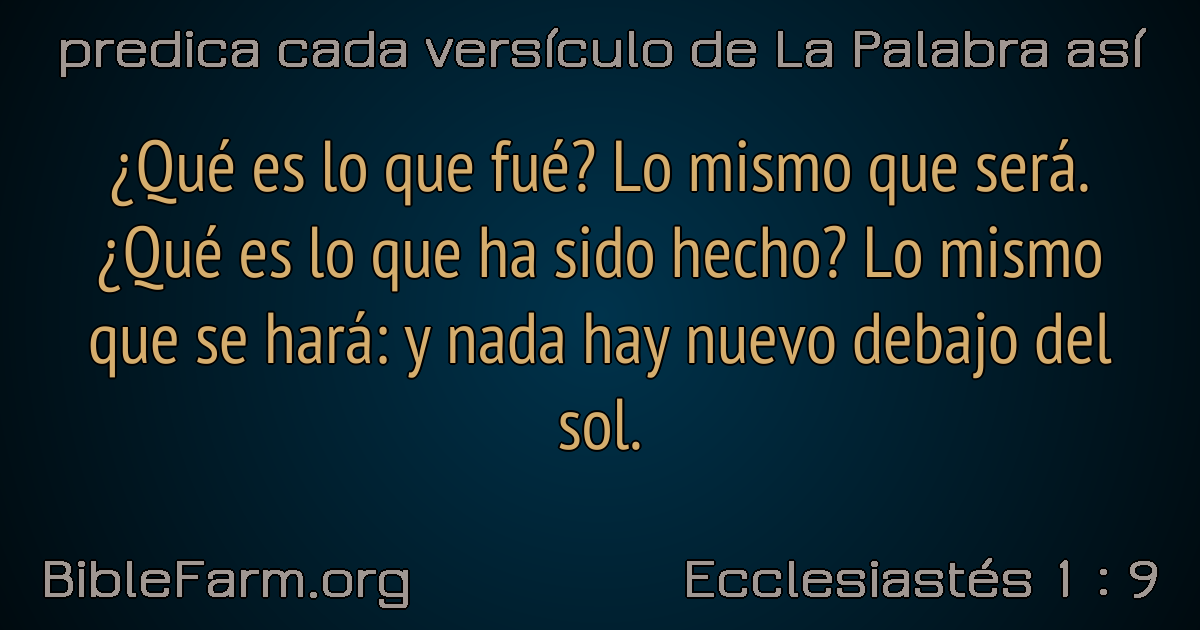 predica cada versículo de La Palabra así
¿Qué es lo que fué? Lo mismo que será.
¿Qué es lo que ha sido hecho? Lo mismo
que se hará: y nada hay nuevo debajo del
sol.
BibleFarm.org
Ecclesiastés 1 : 9